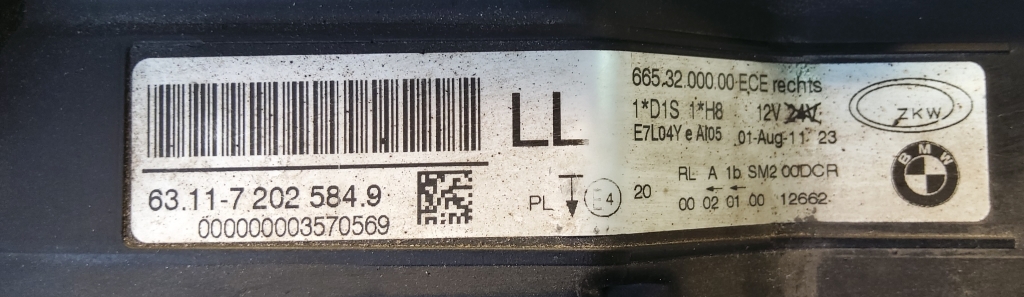 63.11-7 202 584.9
000000003570569
LL
PL
E4
20
665.32.000.00 ECE rechts
1*D1S 1*H8 12V 24V
E7L04Y e AI05 01-Aug-11 23
RL A 1b SM2 00DCR
00 02 01 00 12662
ZKW
BMW